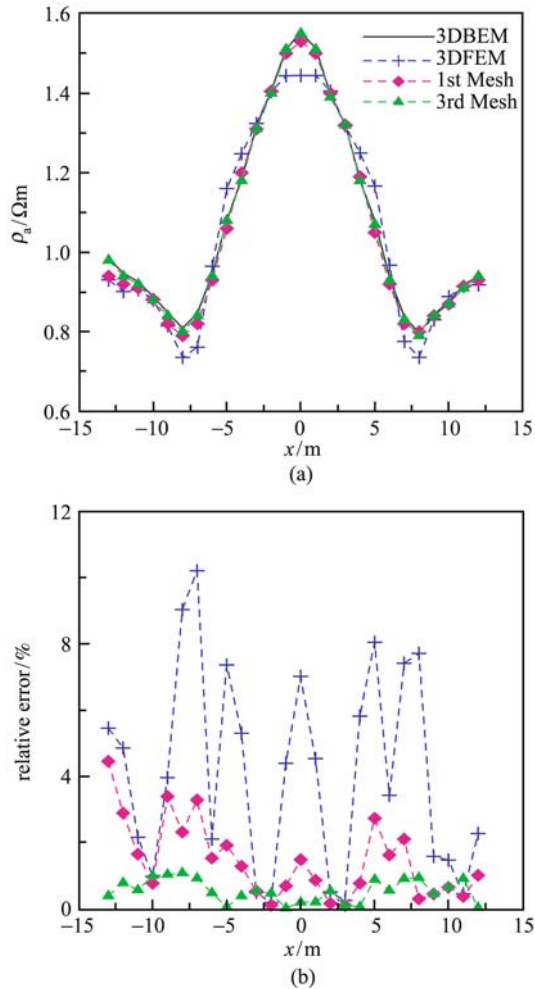 1.6
1.4
1.2
1.0
0.8
0.6
ρa/Ωm
3DBEM
3DFEM
1st Mesh
3rd Mesh
−15 −10 −5 0 5 10 15
x/m
(a)
12
8
4
0
relative error/%
−15 −10 −5 0 5 10 15
x/m
(b)